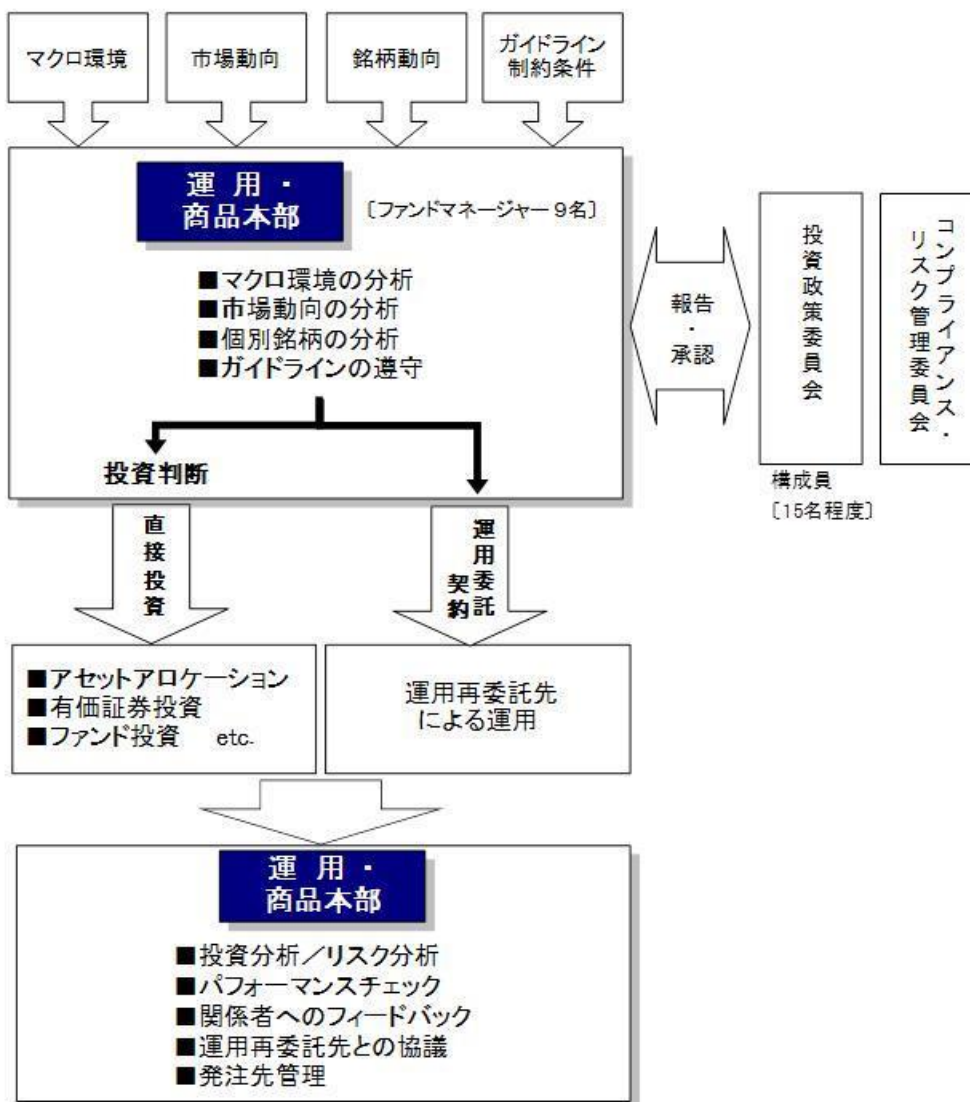 マクロ環境
市場動向
銘柄動向
ガイドライン
制約条件
運用・
商品本部
〔ファンドマネージャー9名〕
■マクロ環境の分析
■市場動向の分析
■個別銘柄の分析
■ガイドラインの遵守
投資判断
報告
・
承認
投資政策委員会
コンプライアンス・
リスク管理委員会
構成員
〔15名程度〕
直接投資
運用委託
契約
■アセットアロケーション
■有価証券投資
■ファンド投資 etc.
運用再委託先
による運用
運用・
商品本部
■投資分析／リスク分析
■パフォーマンスチェック
■関係者へのフィードバック
■運用再委託先との協議
■発注先管理